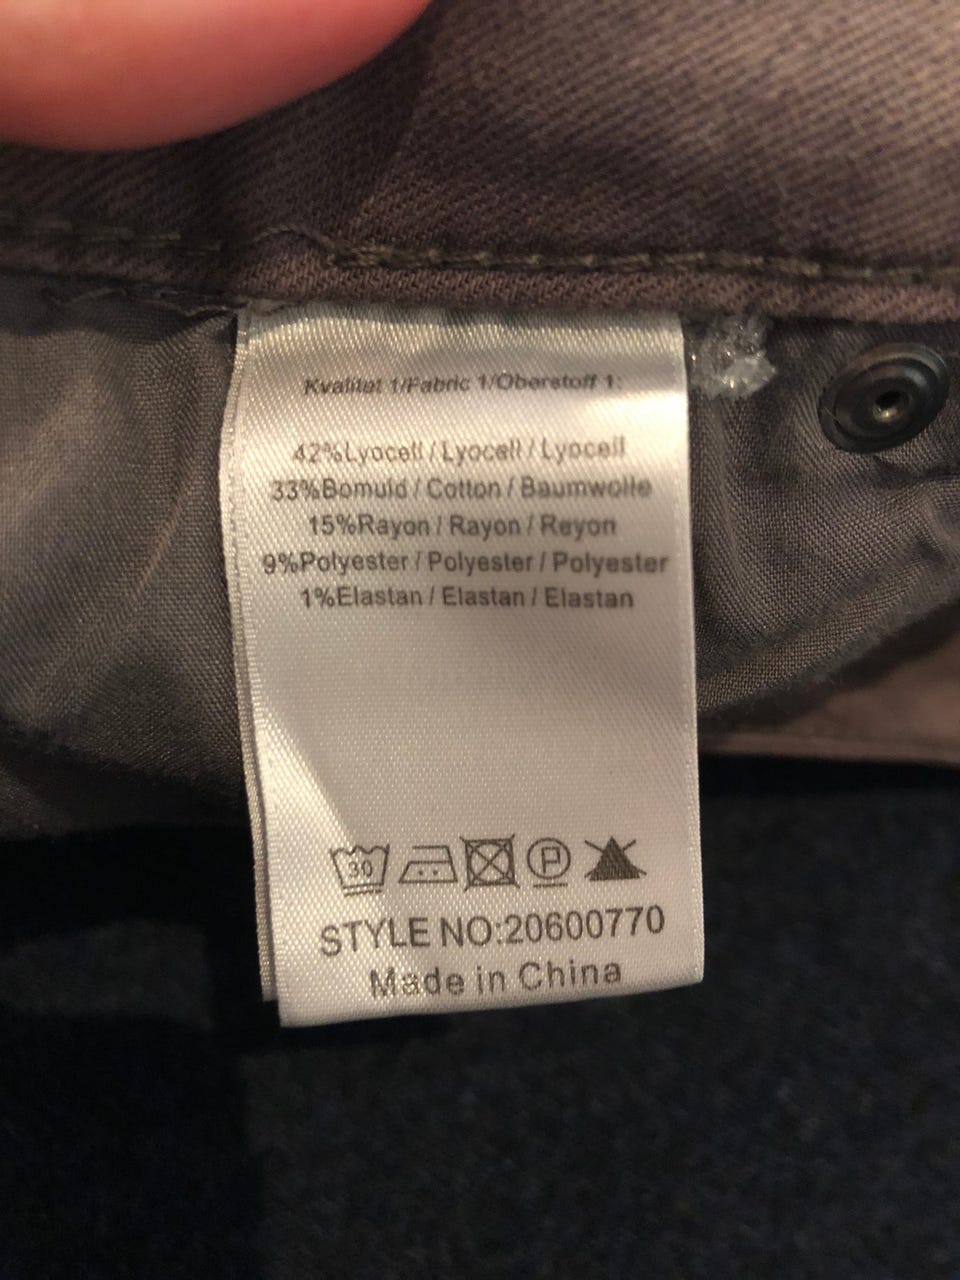 Kvalitet 1/Fabric 1/Oberstoff 1:
42%Lyocell / Lyocell / Lyocell
33%Bomuld / Cotton / Baumwolle
15%Rayon / Rayon / Rayon
9%Polyester / Polyester / Polyester
1%Elastan / Elastan / Elastan
30 P
STYLE NO:20600770
Made in China